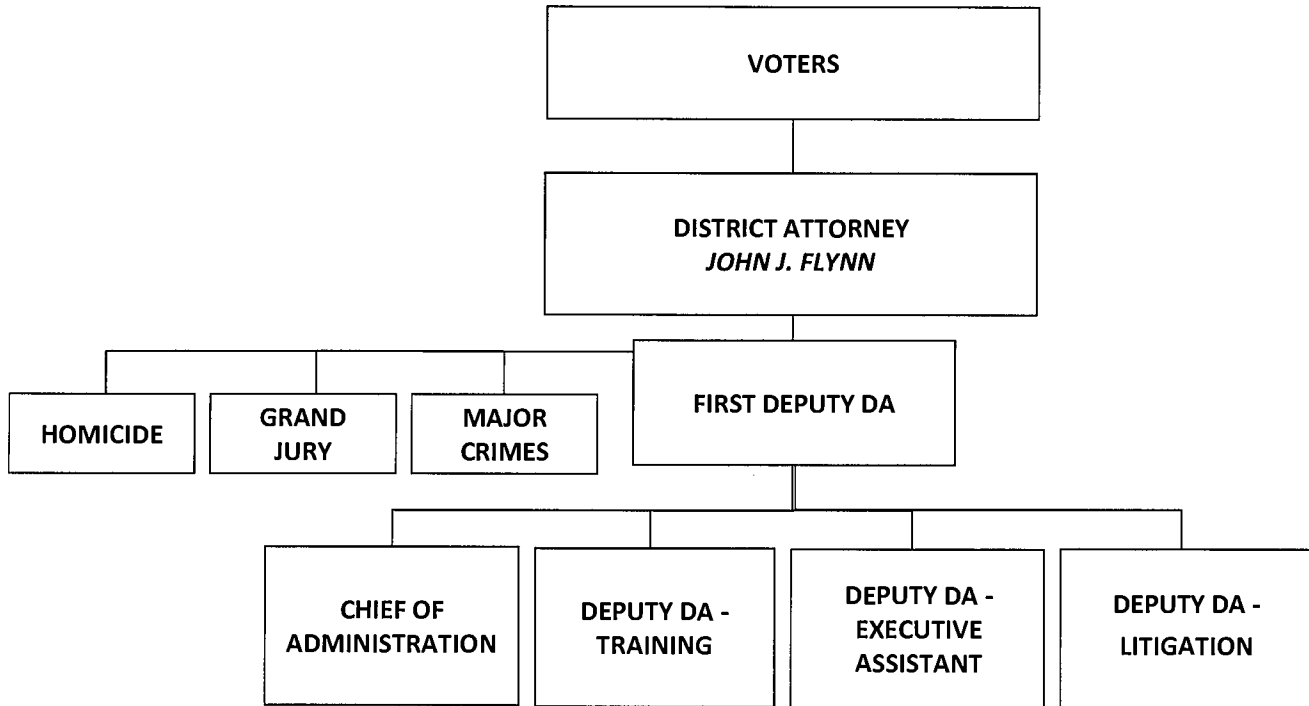 VOTERS
DISTRICT ATTORNEY
JOHN J. FLYNN
FIRST DEPUTY DA
HOMICIDE
GRAND
JURY
MAJOR
CRIMES
CHIEF OF
ADMINISTRATION
DEPUTY DA -
TRAINING
DEPUTY DA -
EXECUTIVE
ASSISTANT
DEPUTY DA -
LITIGATION